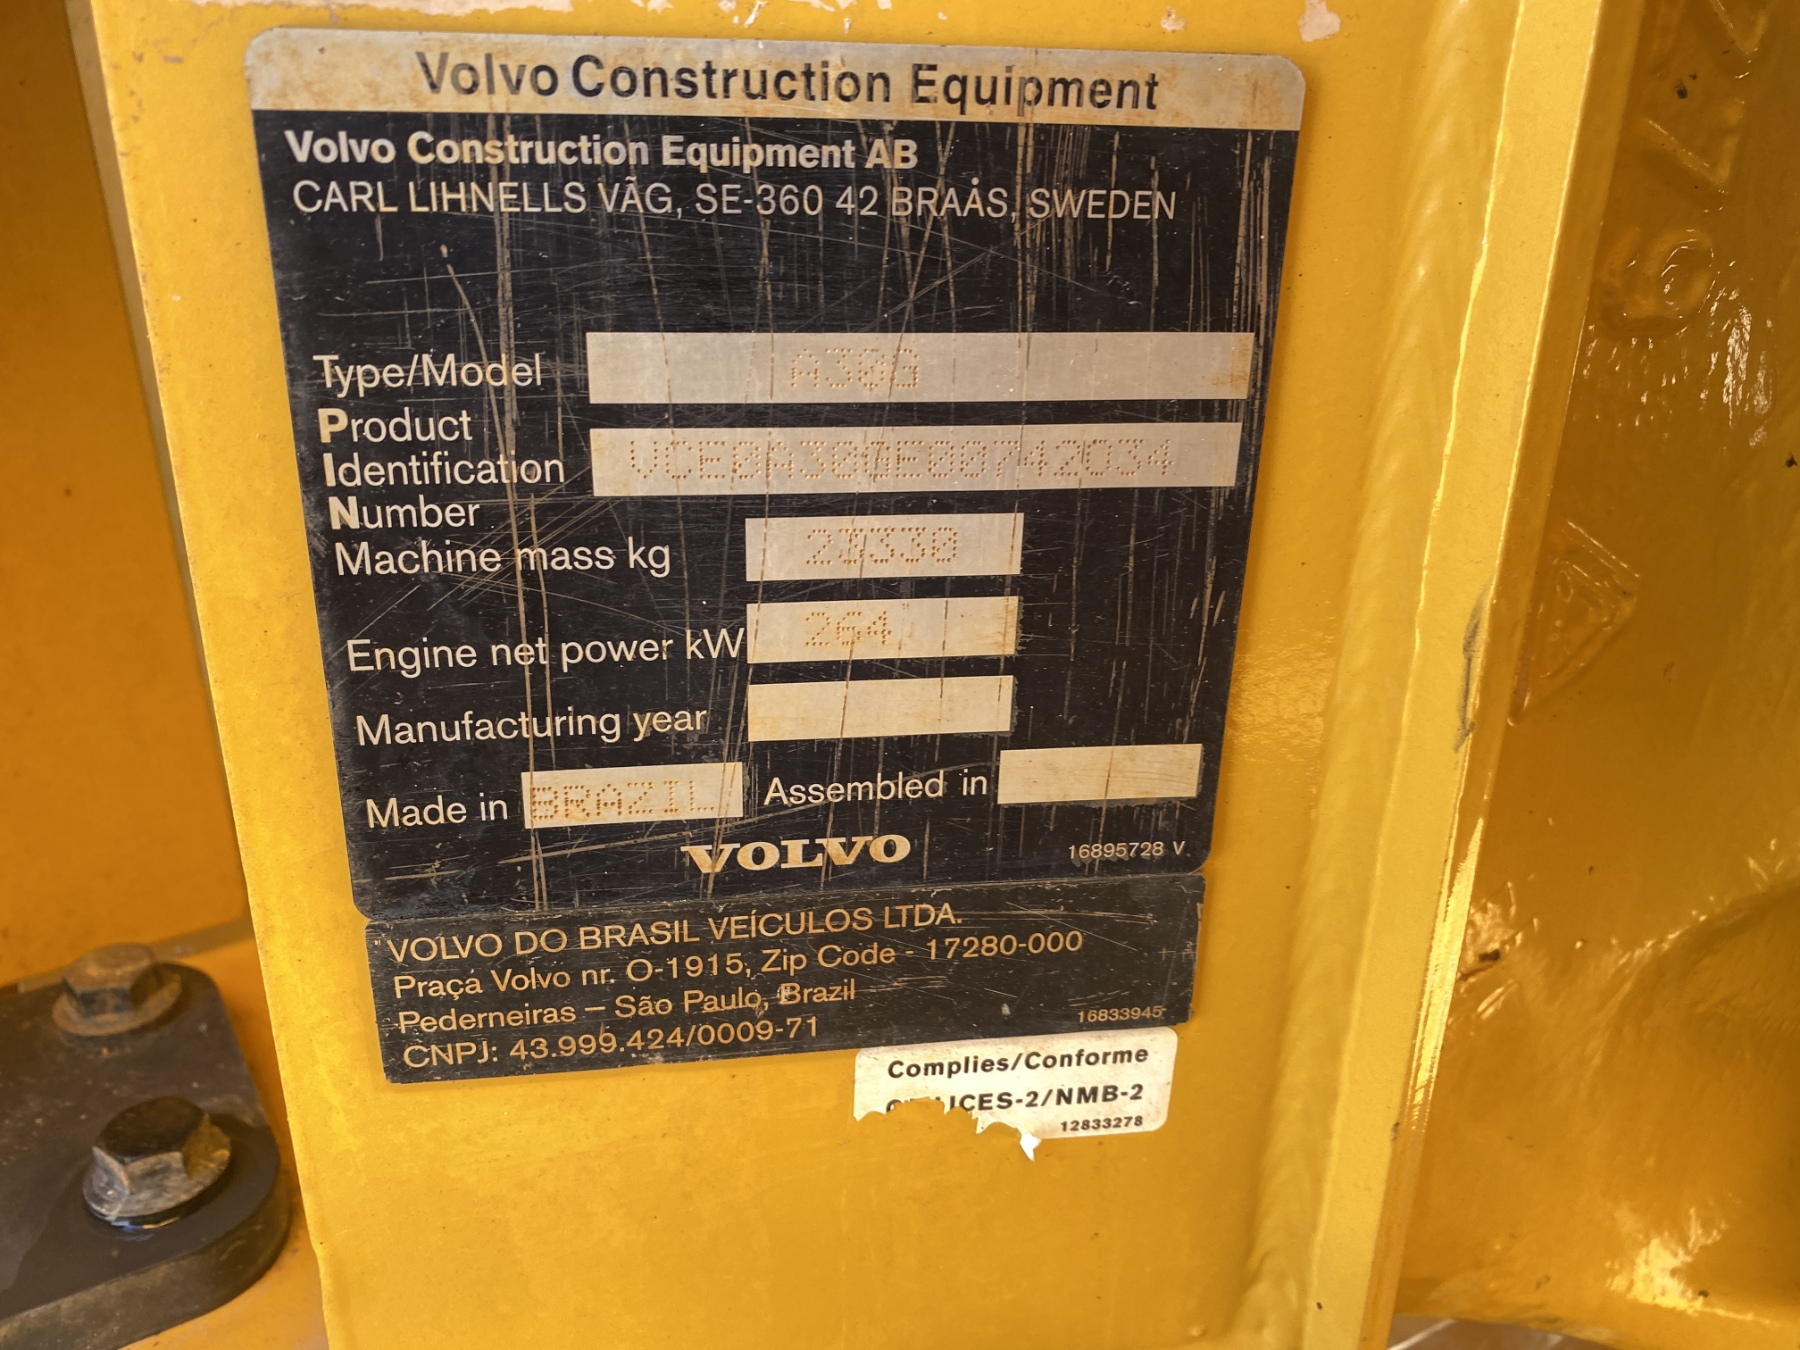 Volvo Construction Equipment
Volvo Construction Equipment AB
CARL LIHNELLS VÃG, SE-360 42 BRAÅS, SWEDEN
Type/Model A30G
Product
Identification VCE0A30GE00742034
Number
Machine mass kg 23330
Engine net power kW 264
Manufacturing year
Made in BRAZIL Assembled in
VOLVO 16895728 V
VOLVO DO BRASIL VEÍCULOS LTDA.
Praça Volvo nr. O-1915, Zip Code - 17280-000
Pederneiras – São Paulo, Brazil
CNPJ: 43.999.424/0009-71 16833945
Complies/Conforme
ICES-2/NMB-2
12833278